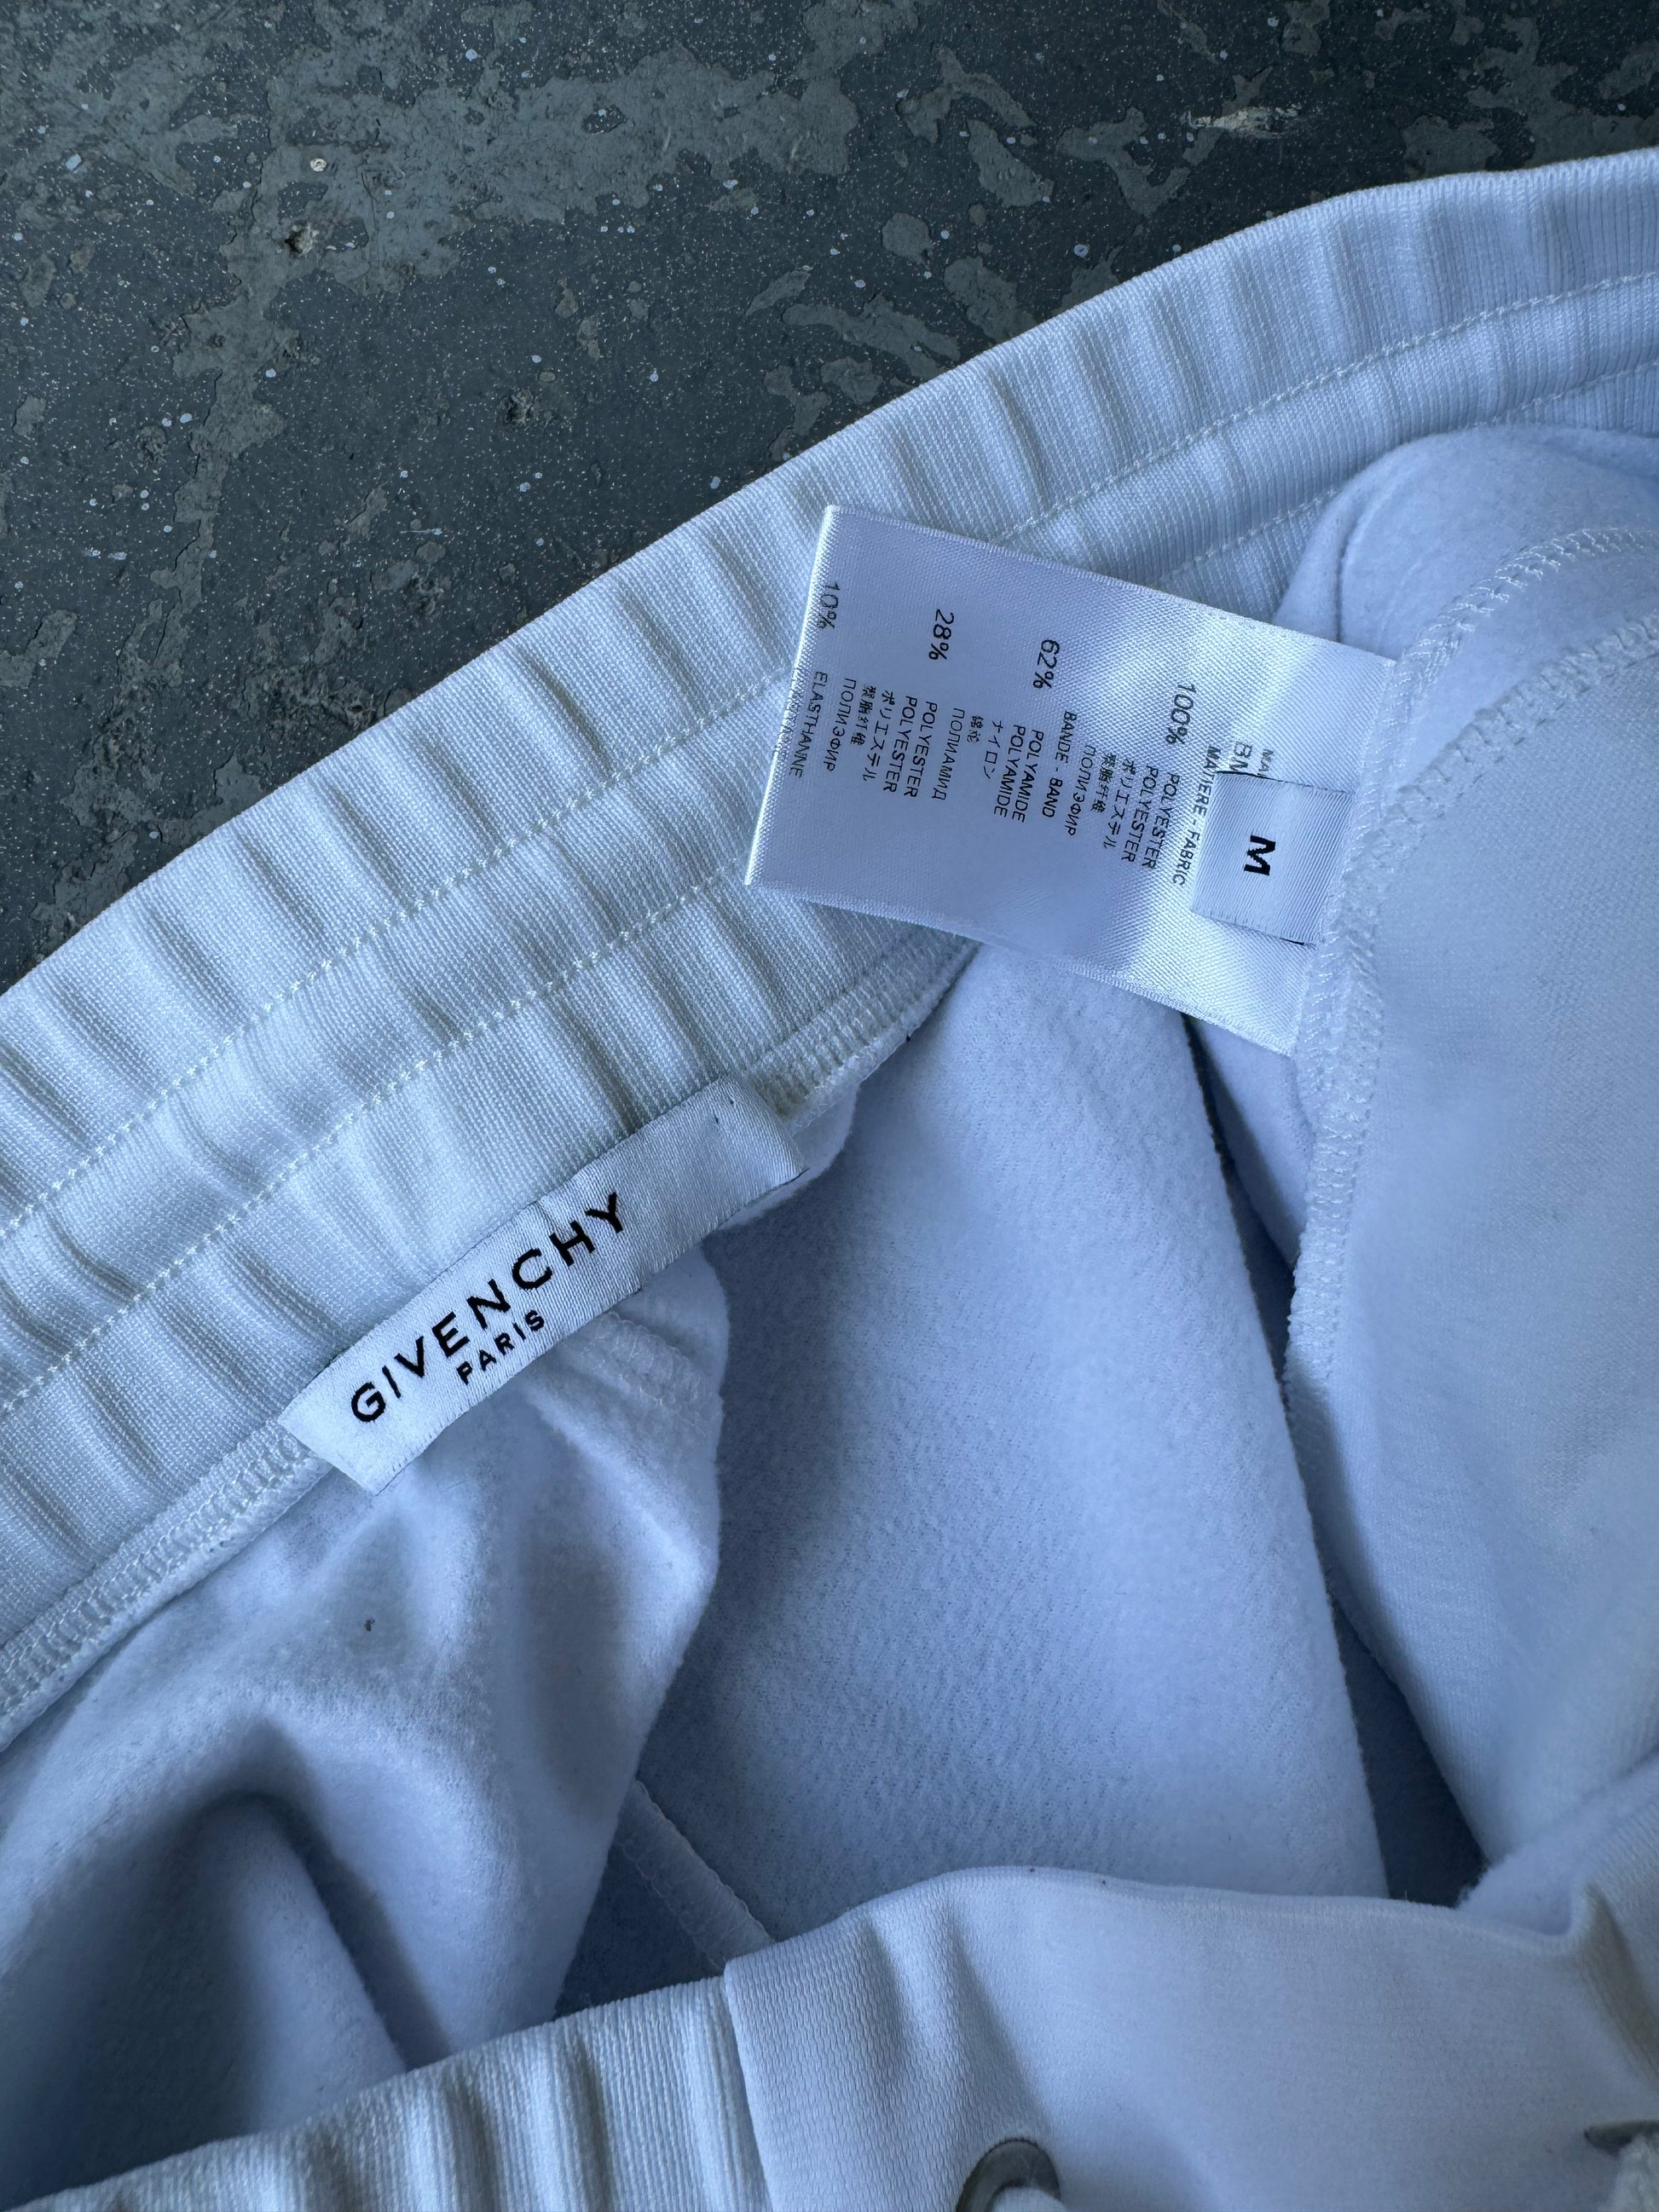 GIVENCHY
PARIS
M
MATIERE - FABRIC
100% POLYESTER
POLYESTER
ポリエステル
聚酯纤维
ПОЛИЭФИР
BANDE - BAND
62% POLYAMIDE
POLYAMIDE
ナイロン
锦纶
ПОЛИАМИД
28% POLYESTER
POLYESTER
ポリエステル
聚酯纤维
ПОЛИЭФИР
10% ELASTHANNE